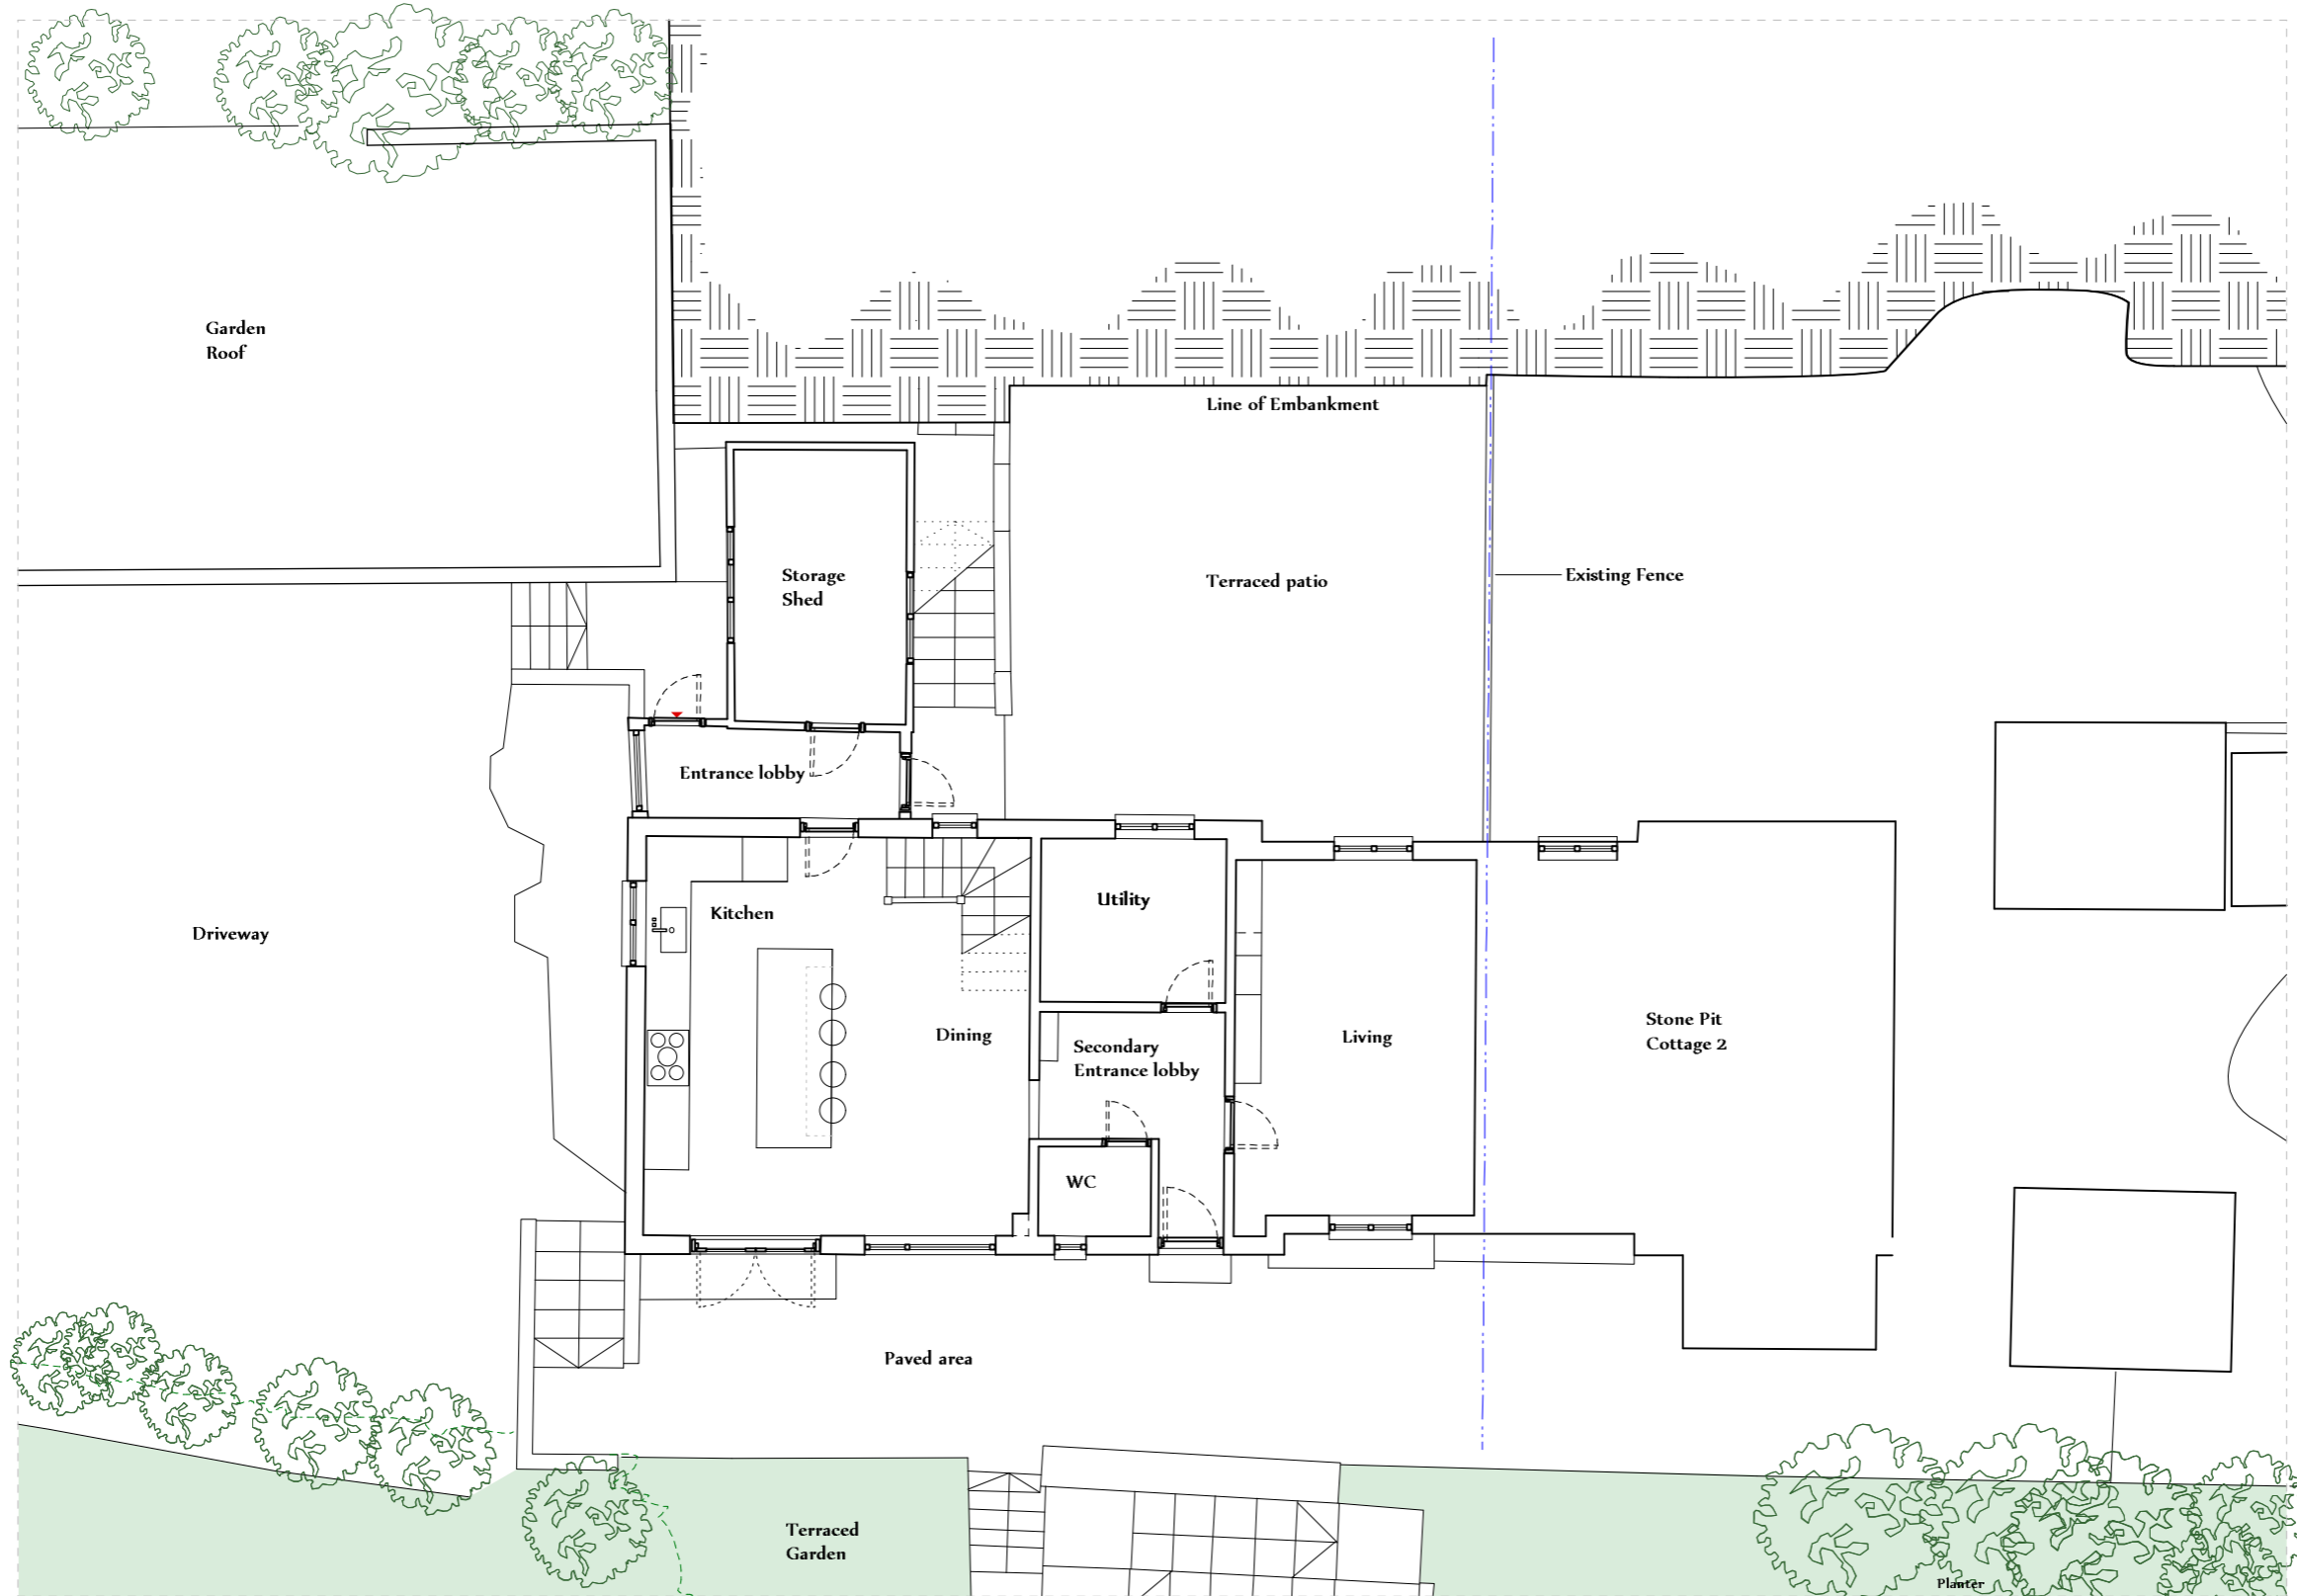 Garden
Roof
Line of Embankment
Storage
Shed
Terraced patio
Existing Fence
Entrance lobby
Driveway
Kitchen
Utility
Dining
Secondary
Entrance lobby
Living
Stone Pit
Cottage 2
WC
Paved area
Terraced
Garden
Planter